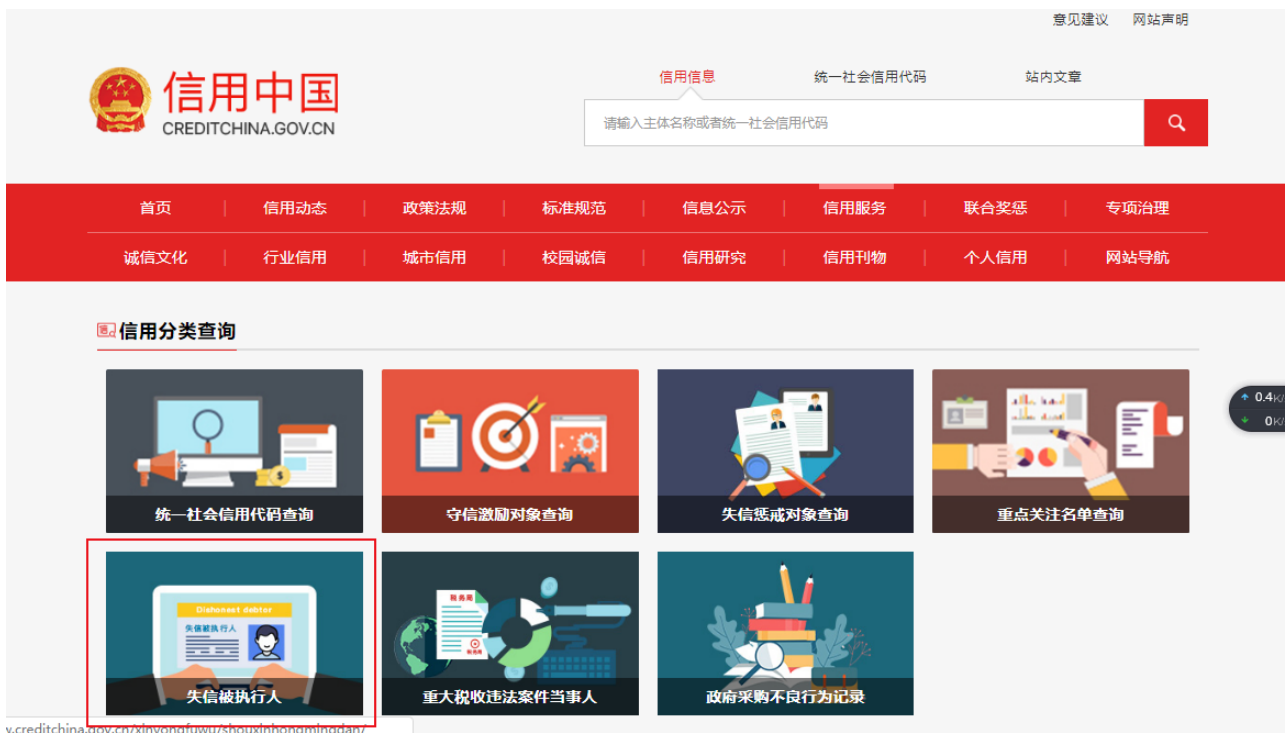 意见建议 网站声明
信用中国
CREDITCHINA.GOV.CN
信用信息 统一社会信用代码 站内文章
请输入主体名称或者统一社会信用代码
首页 信用动态 政策法规 标准规范 信息公示 信用服务 联合奖惩 专项治理
诚信文化 行业信用 城市信用 校园诚信 信用研究 信用刊物 个人信用 网站导航
信用分类查询
0.4K/
0K/
统一社会信用代码查询 守信激励对象查询 失信惩戒对象查询 重点关注名单查询
Dishonest debtor
失信被执行人
税务局
失信被执行人 重大税收违法案件当事人 政府采购不良行为记录
v.creditchina.gov.cn/xinyongfuwu/shouxinhongmingdan/